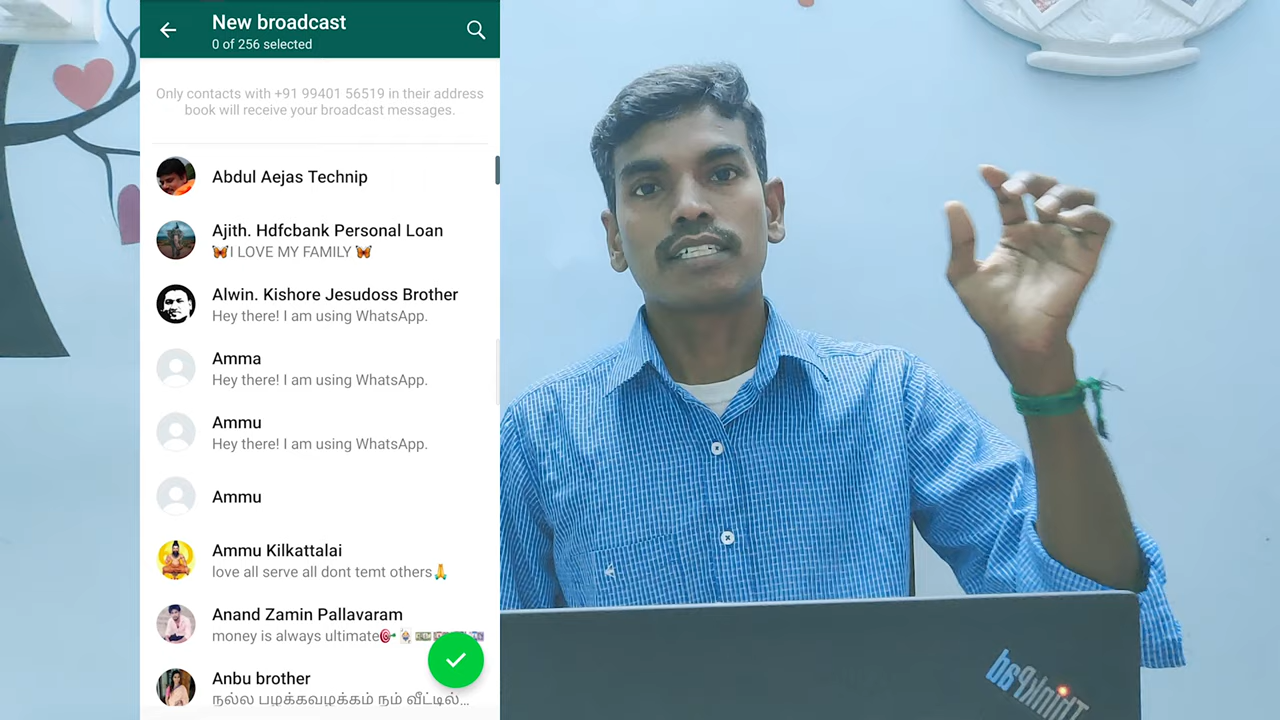 New broadcast
0 of 256 selected
Only contacts with +91 99401 56519 in their address
book will receive your broadcast messages.
Abdul Aejas Technip
Ajith. Hdfcbank Personal Loan
🦋I LOVE MY FAMILY 🦋
Alwin. Kishore Jesudoss Brother
Hey there! I am using WhatsApp.
Amma
Hey there! I am using WhatsApp.
Ammu
Hey there! I am using WhatsApp.
Ammu
Ammu Kilkattalai
love all serve all dont temt others🙏
Anand Zamin Pallavaram
money is always ultimate🎯
Anbu brother
நல்ல பழக்கவழக்கம் நம் வீட்டில்...
ThinkPad